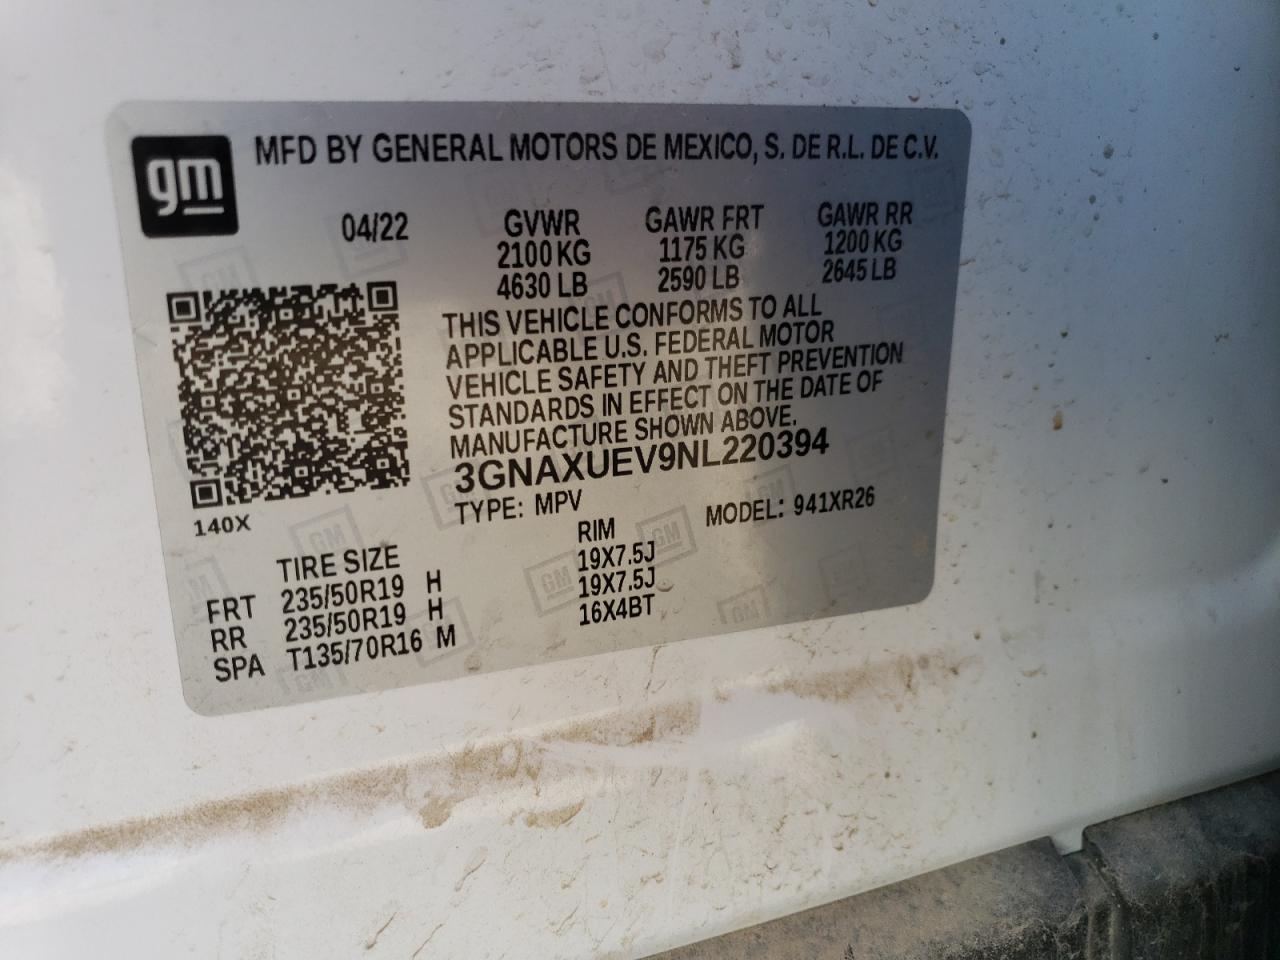 gm
MFD BY GENERAL MOTORS DE MEXICO, S. DE R.L. DE C.V.
04/22 GVWR GAWR FRT GAWR RR
2100 KG 1175 KG 1200 KG
4630 LB 2590 LB 2645 LB
THIS VEHICLE CONFORMS TO ALL
APPLICABLE U.S. FEDERAL MOTOR
VEHICLE SAFETY AND THEFT PREVENTION
STANDARDS IN EFFECT ON THE DATE OF
MANUFACTURE SHOWN ABOVE.
3GNAXUEV9NL220394
TYPE: MPV MODEL: 941XR26
140X
TIRE SIZE RIM
FRT 235/50R19 H 19X7.5J
RR 235/50R19 H 19X7.5J
SPA T135/70R16 M 16X4BT